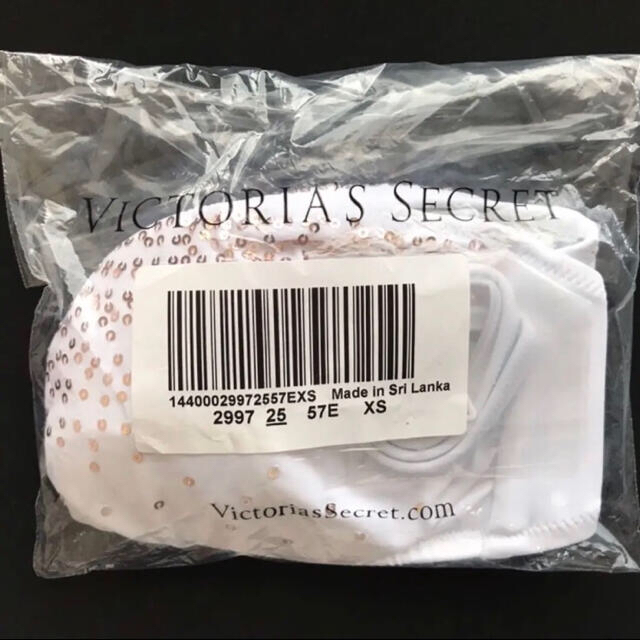 VICTORIA'S SECRET
14400029972557EXS Made in Sri Lanka
2997 25 57E XS
VictoriasSecret.com